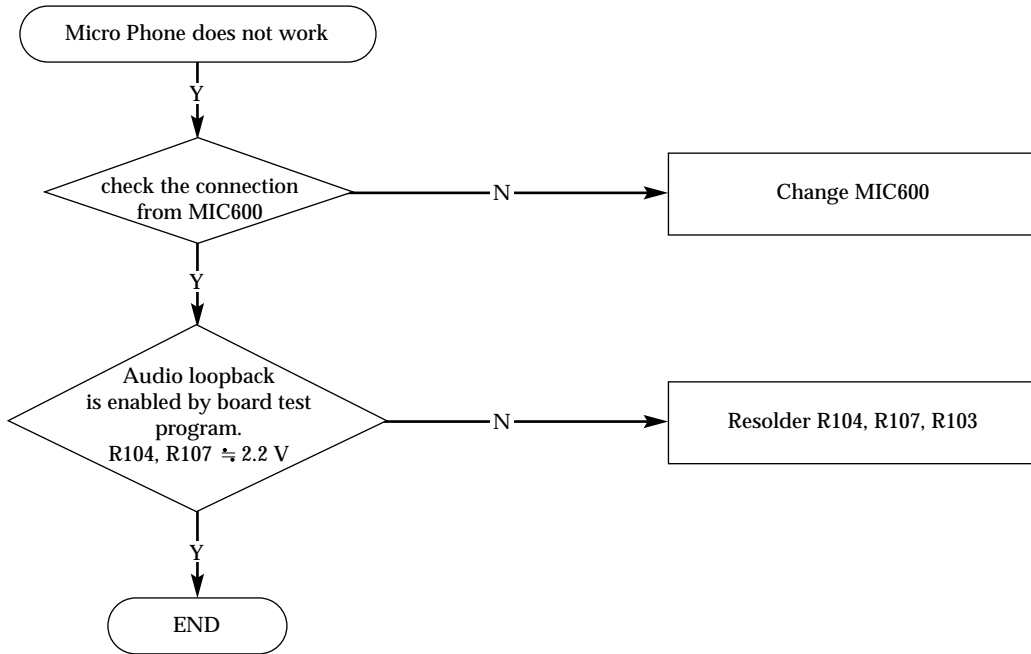 Micro Phone does not work
Y
check the connection
from MIC600
N
Change MIC600
Y
Audio loopback
is enabled by board test
program.
R104, R107 ≒ 2.2 V
N
Resolder R104, R107, R103
Y
END